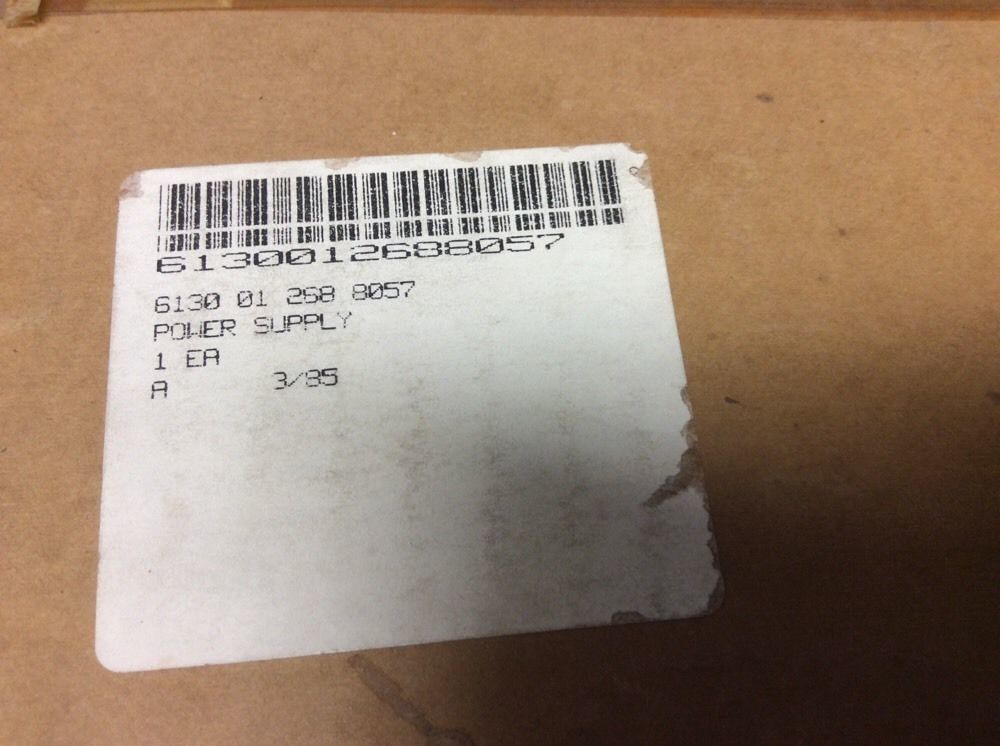 6130012688057
6130 01 268 8057
POWER SUPPLY
1 EA
A 3/85